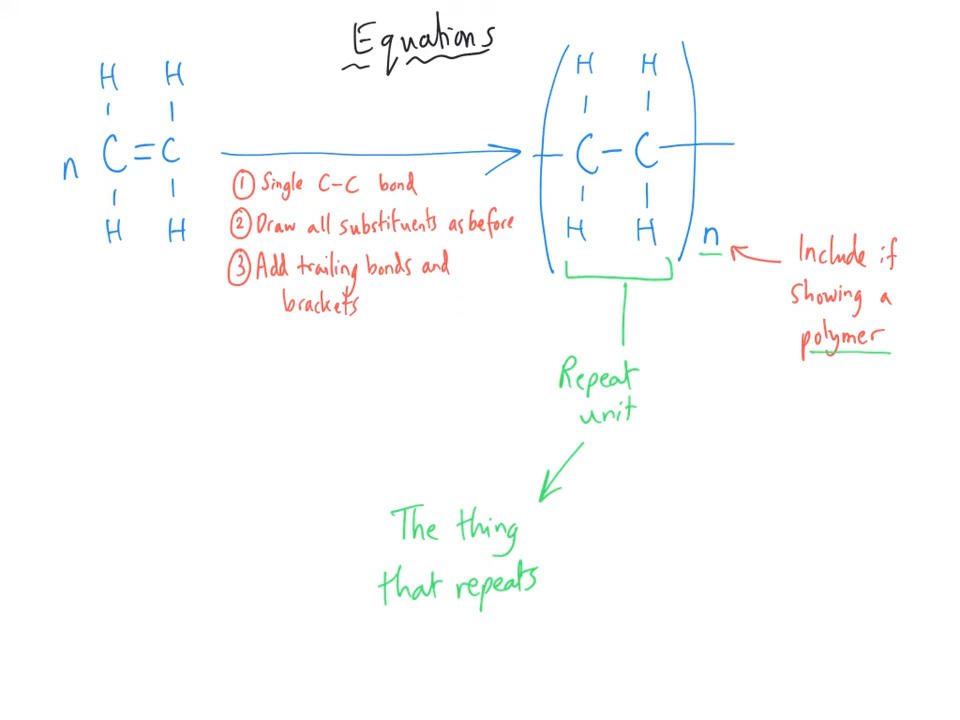 Equations
H H
n C=C
H H
① Single C-C bond
② Draw all substituents as before
③ Add trailing bonds and
brackets
H H
C-C
H H
n
Include if
showing a
polymer
Repeat
unit
The thing
that repeats